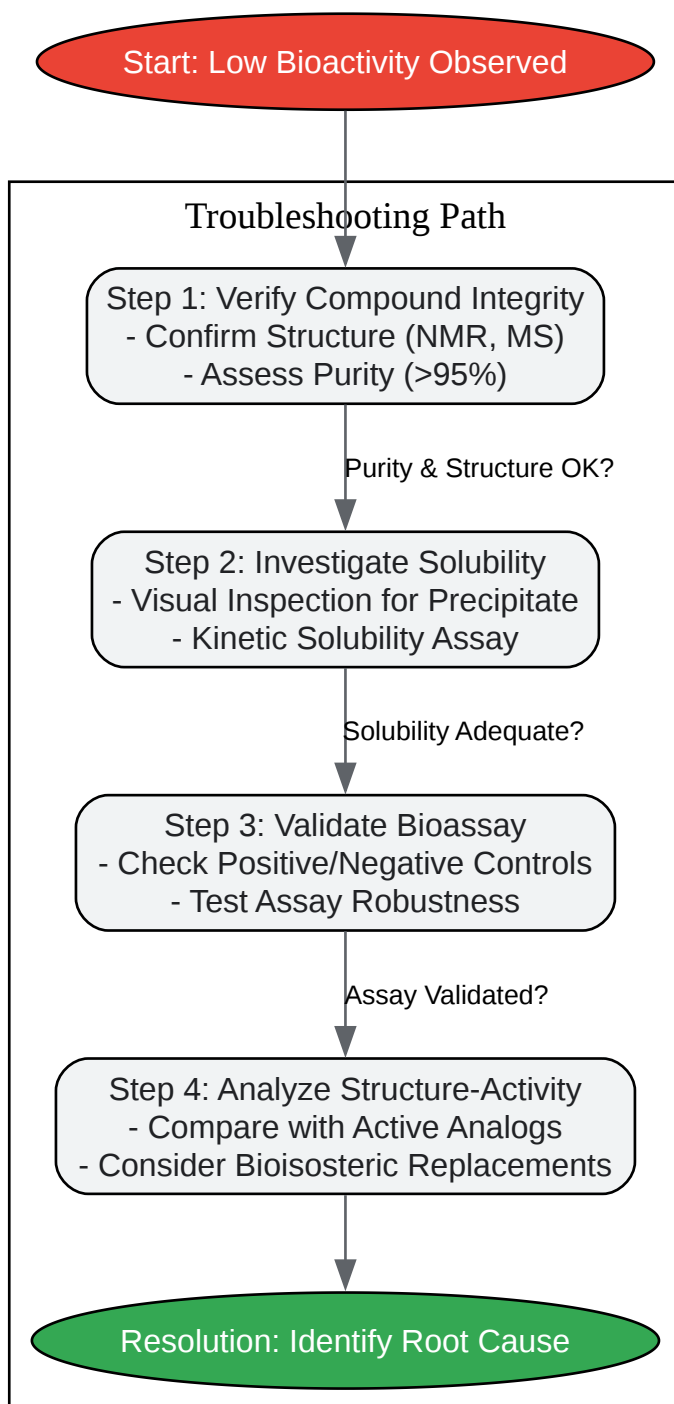 Start: Low Bioactivity Observed
Troubleshooting Path
Step 1: Verify Compound Integrity
- Confirm Structure (NMR, MS)
- Assess Purity (>95%)
Purity & Structure OK?
Step 2: Investigate Solubility
- Visual Inspection for Precipitate
- Kinetic Solubility Assay
Solubility Adequate?
Step 3: Validate Bioassay
- Check Positive/Negative Controls
- Test Assay Robustness
Assay Validated?
Step 4: Analyze Structure-Activity
- Compare with Active Analogs
- Consider Bioisosteric Replacements
Resolution: Identify Root Cause